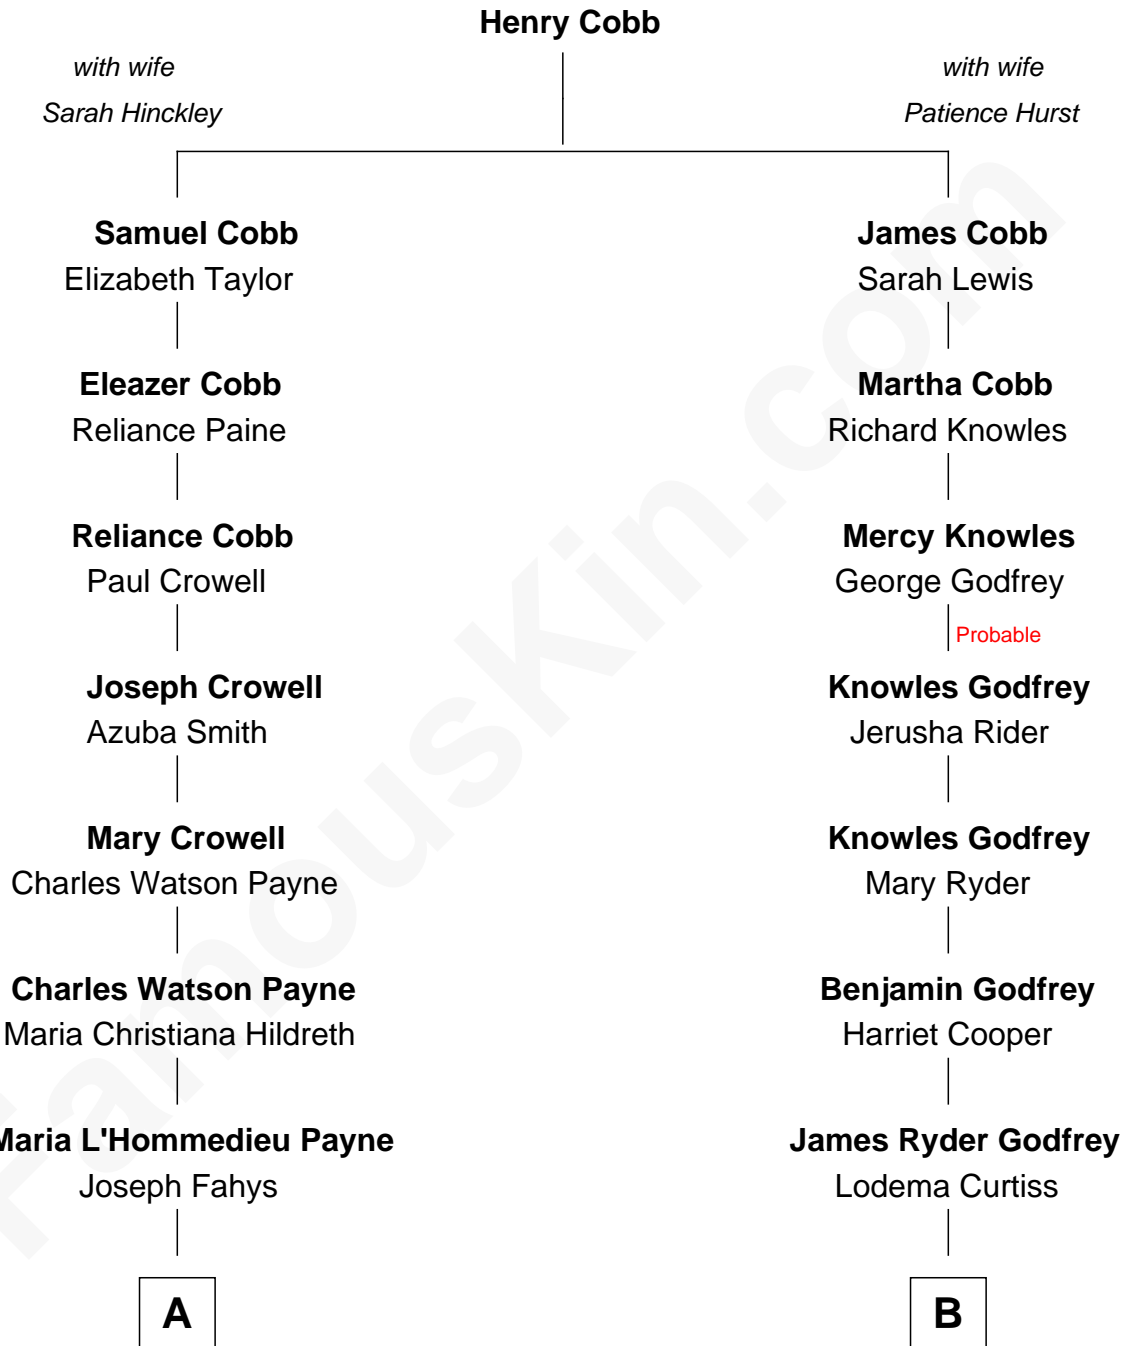 Henry Cobb
with wife
Sarah Hinckley
with wife
Patience Hurst
Samuel Cobb
Elizabeth Taylor
James Cobb
Sarah Lewis
Eleazer Cobb
Reliance Paine
Martha Cobb
Richard Knowles
Reliance Cobb
Paul Crowell
Mercy Knowles
George Godfrey
Probable
Joseph Crowell
Azuba Smith
Knowles Godfrey
Jerusha Rider
Mary Crowell
Charles Watson Payne
Knowles Godfrey
Mary Ryder
Charles Watson Payne
Maria Christiana Hildreth
Benjamin Godfrey
Harriet Cooper
Maria L'Hommedieu Payne
Joseph Fahys
James Ryder Godfrey
Lodema Curtiss
A
B
FamousKin.com